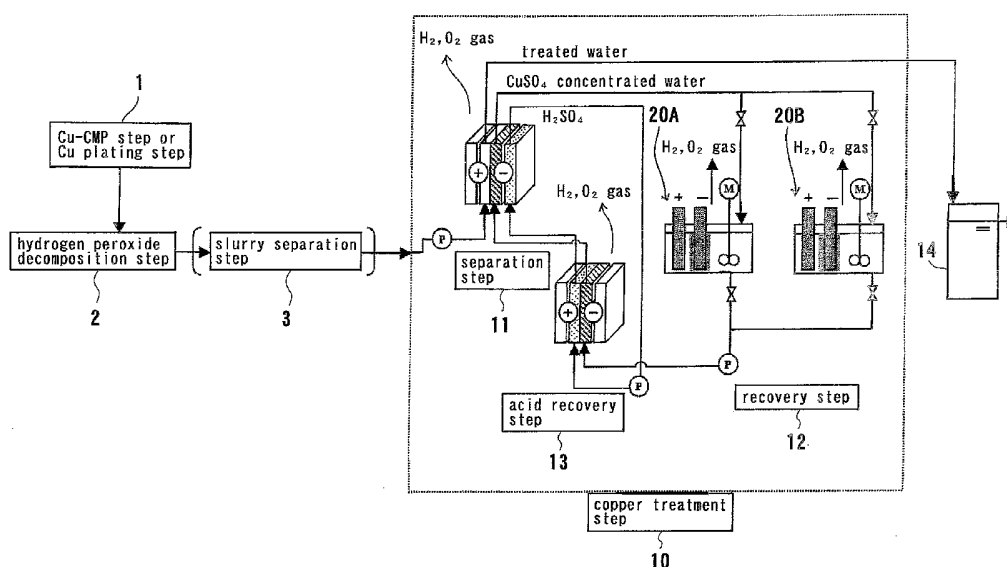 H2,O2 gas
treated water
CuSO4 concentrated water
H2SO4
1
Cu-CMP step or
Cu plating step
20A
20B
H2,O2 gas
H2,O2 gas
H2,O2 gas
+
-
M
+
-
M
+
-
hydrogen peroxide
decomposition step
slurry separation
step
P
separation
step
14
2
3
11
+
-
P
P
acid recovery
step
recovery step
13
12
copper treatment
step
10